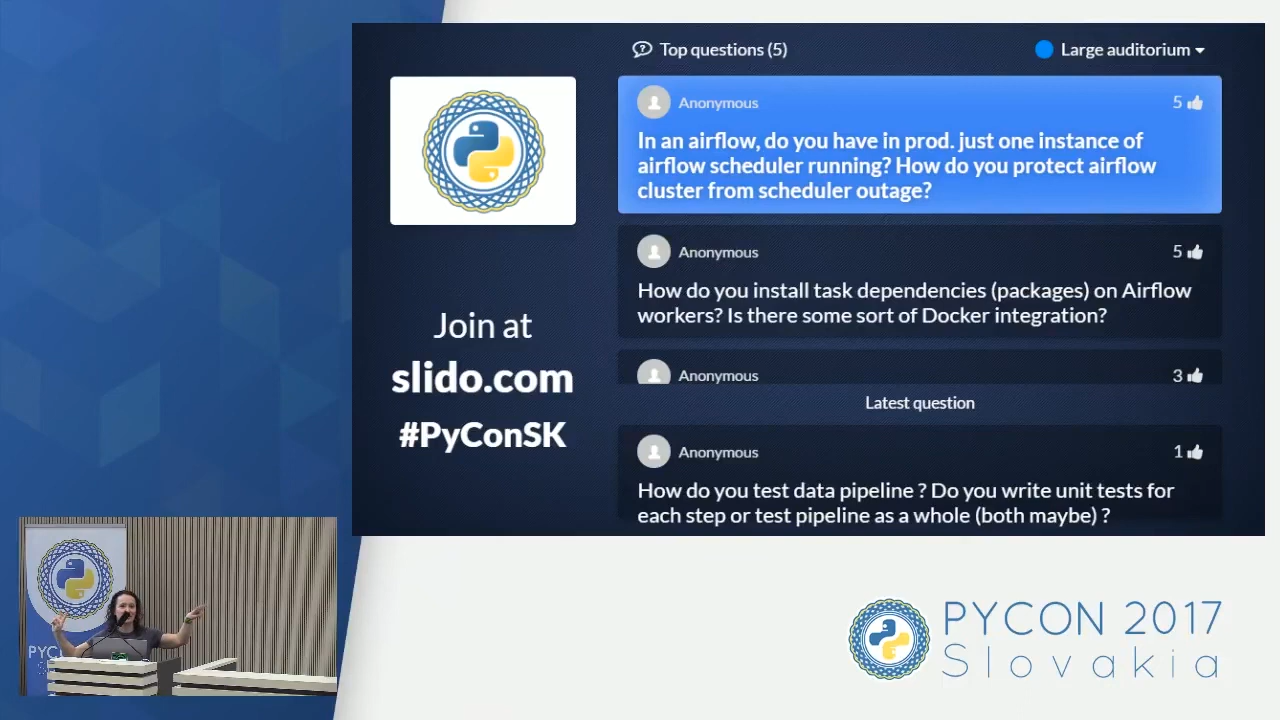 Top questions (5)
Large auditorium
Anonymous
5
In an airflow, do you have in prod. just one instance of
airflow scheduler running? How do you protect airflow
cluster from scheduler outage?
Anonymous
5
How do you install task dependencies (packages) on Airflow
workers? Is there some sort of Docker integration?
Anonymous
3
Latest question
Anonymous
1
How do you test data pipeline ? Do you write unit tests for
each step or test pipeline as a whole (both maybe) ?
Join at
slido.com
#PyConSK
PYC
PYCON 2017
Slovakia